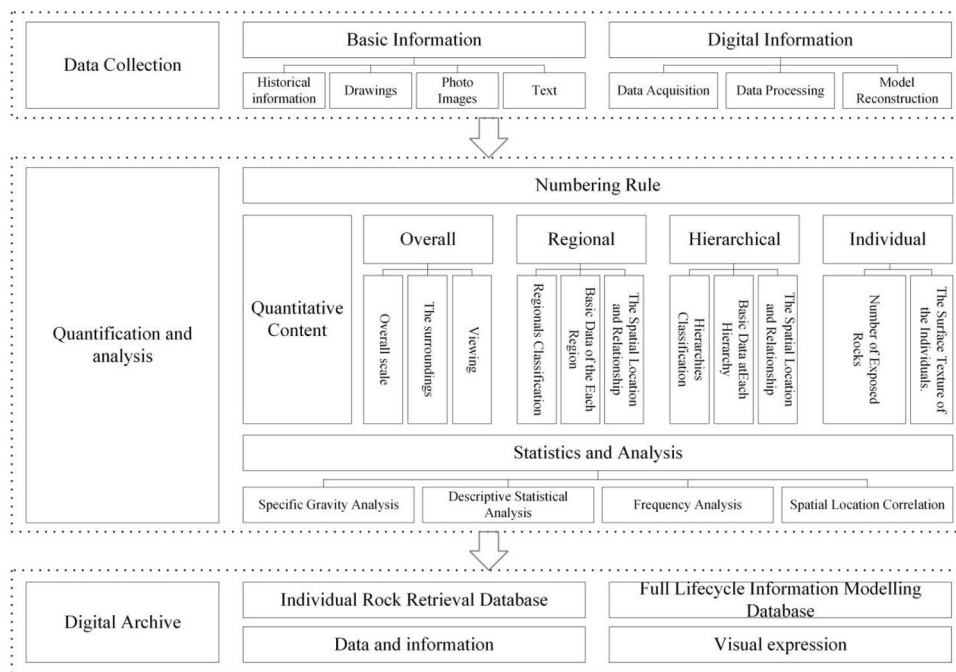 Data Collection
Basic Information
Historical
information
Drawings
Photo
Images
Text
Digital Information
Data Acquisition
Data Processing
Model
Reconstruction
Quantification and
analysis
Numbering Rule
Quantitative
Content
Overall
Overall scale
The surroundings
Viewing
Regional
Regionals Classification
Basic Data of the Each
Region
The Spatial Location
and Relationship
Hierarchical
Hierarchies
Classification
Basic Data atEach
Hierarchy
The Spatial Location
and Relationship
Individual
Number of Exposed
Rocks
The Surface Texture of
the Individuals.
Statistics and Analysis
Specific Gravity Analysis
Descriptive Statistical
Analysis
Frequency Analysis
Spatial Location Correlation
Digital Archive
Individual Rock Retrieval Database
Full Lifecycle Information Modelling
Database
Data and information
Visual expression